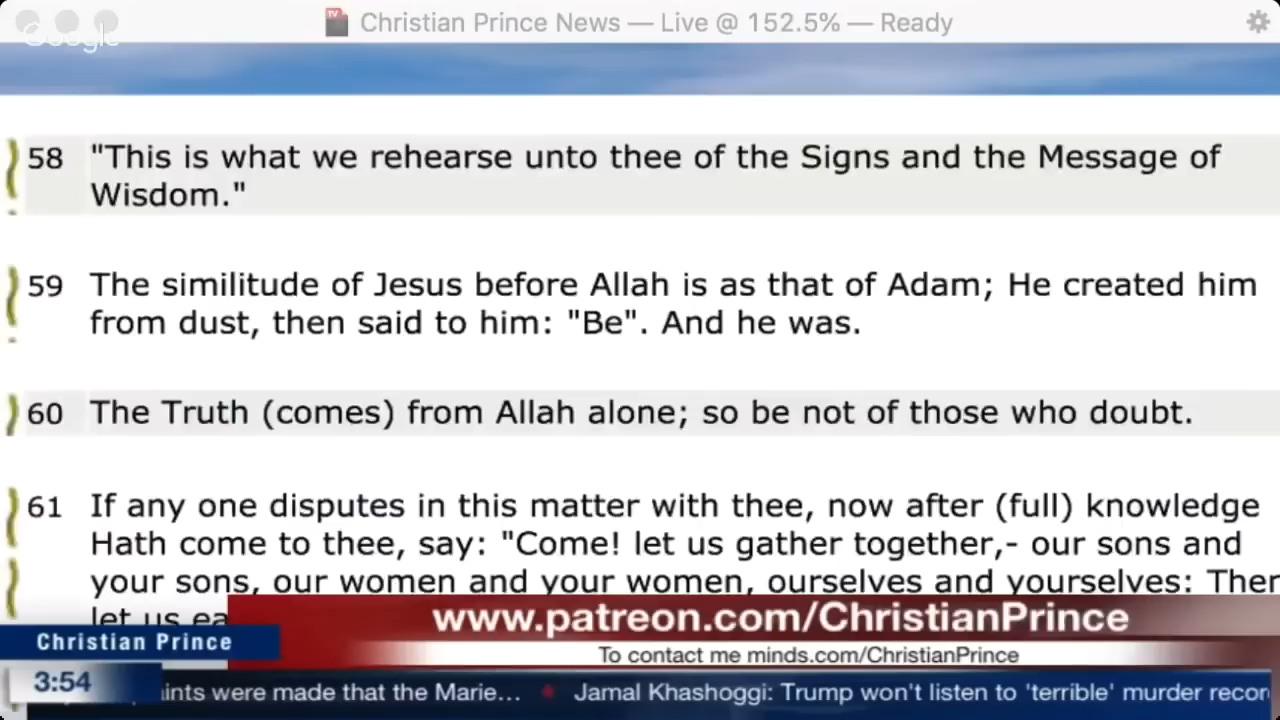 Christian Prince News — Live @ 152.5% — Ready
Google
58 "This is what we rehearse unto thee of the Signs and the Message of
Wisdom."
59 The similitude of Jesus before Allah is as that of Adam; He created him
from dust, then said to him: "Be". And he was.
60 The Truth (comes) from Allah alone; so be not of those who doubt.
61 If any one disputes in this matter with thee, now after (full) knowledge
Hath come to thee, say: "Come! let us gather together,- our sons and
your sons, our women and your women, ourselves and yourselves: Then
let us ea
www.patreon.com/ChristianPrince
Christian Prince
To contact me minds.com/ChristianPrince
3:54
ints were made that the Marie... Jamal Khashoggi: Trump won't listen to 'terrible' murder recor